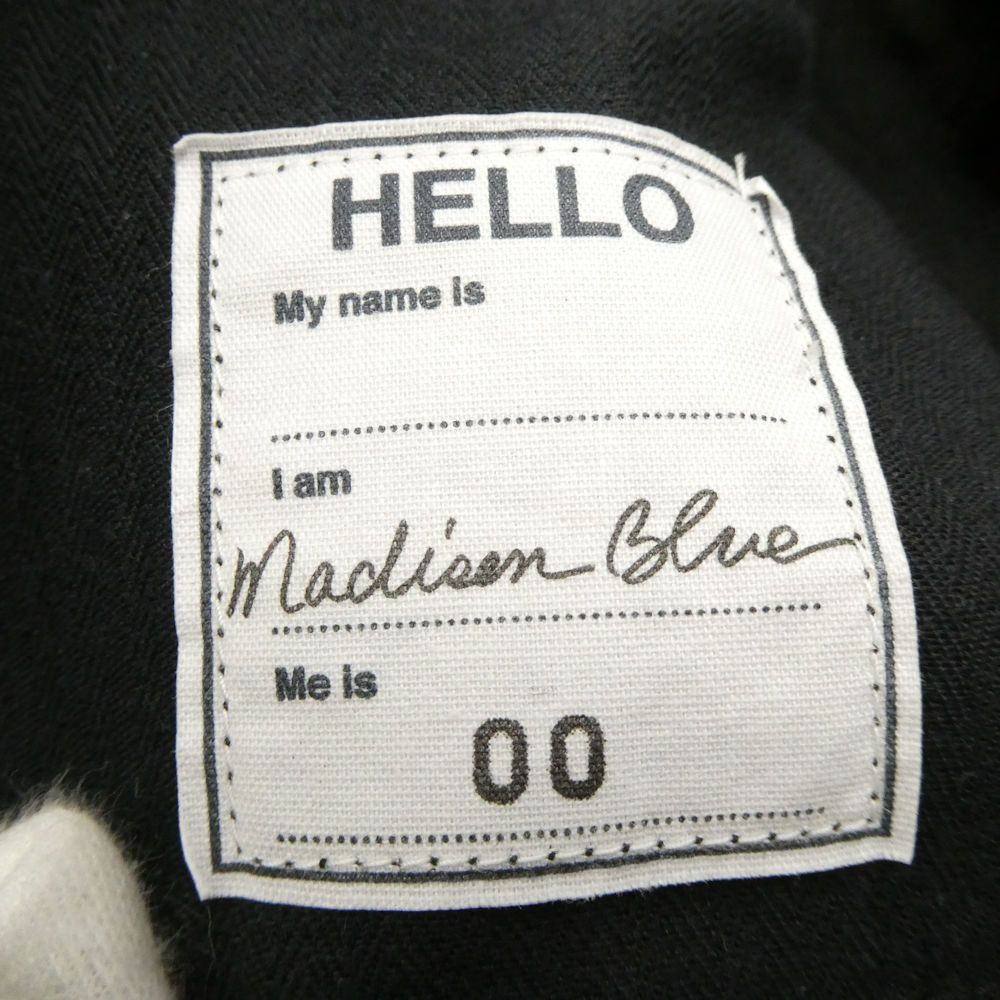 HELLO
My name is
I am
Madison Blue
Me is
00